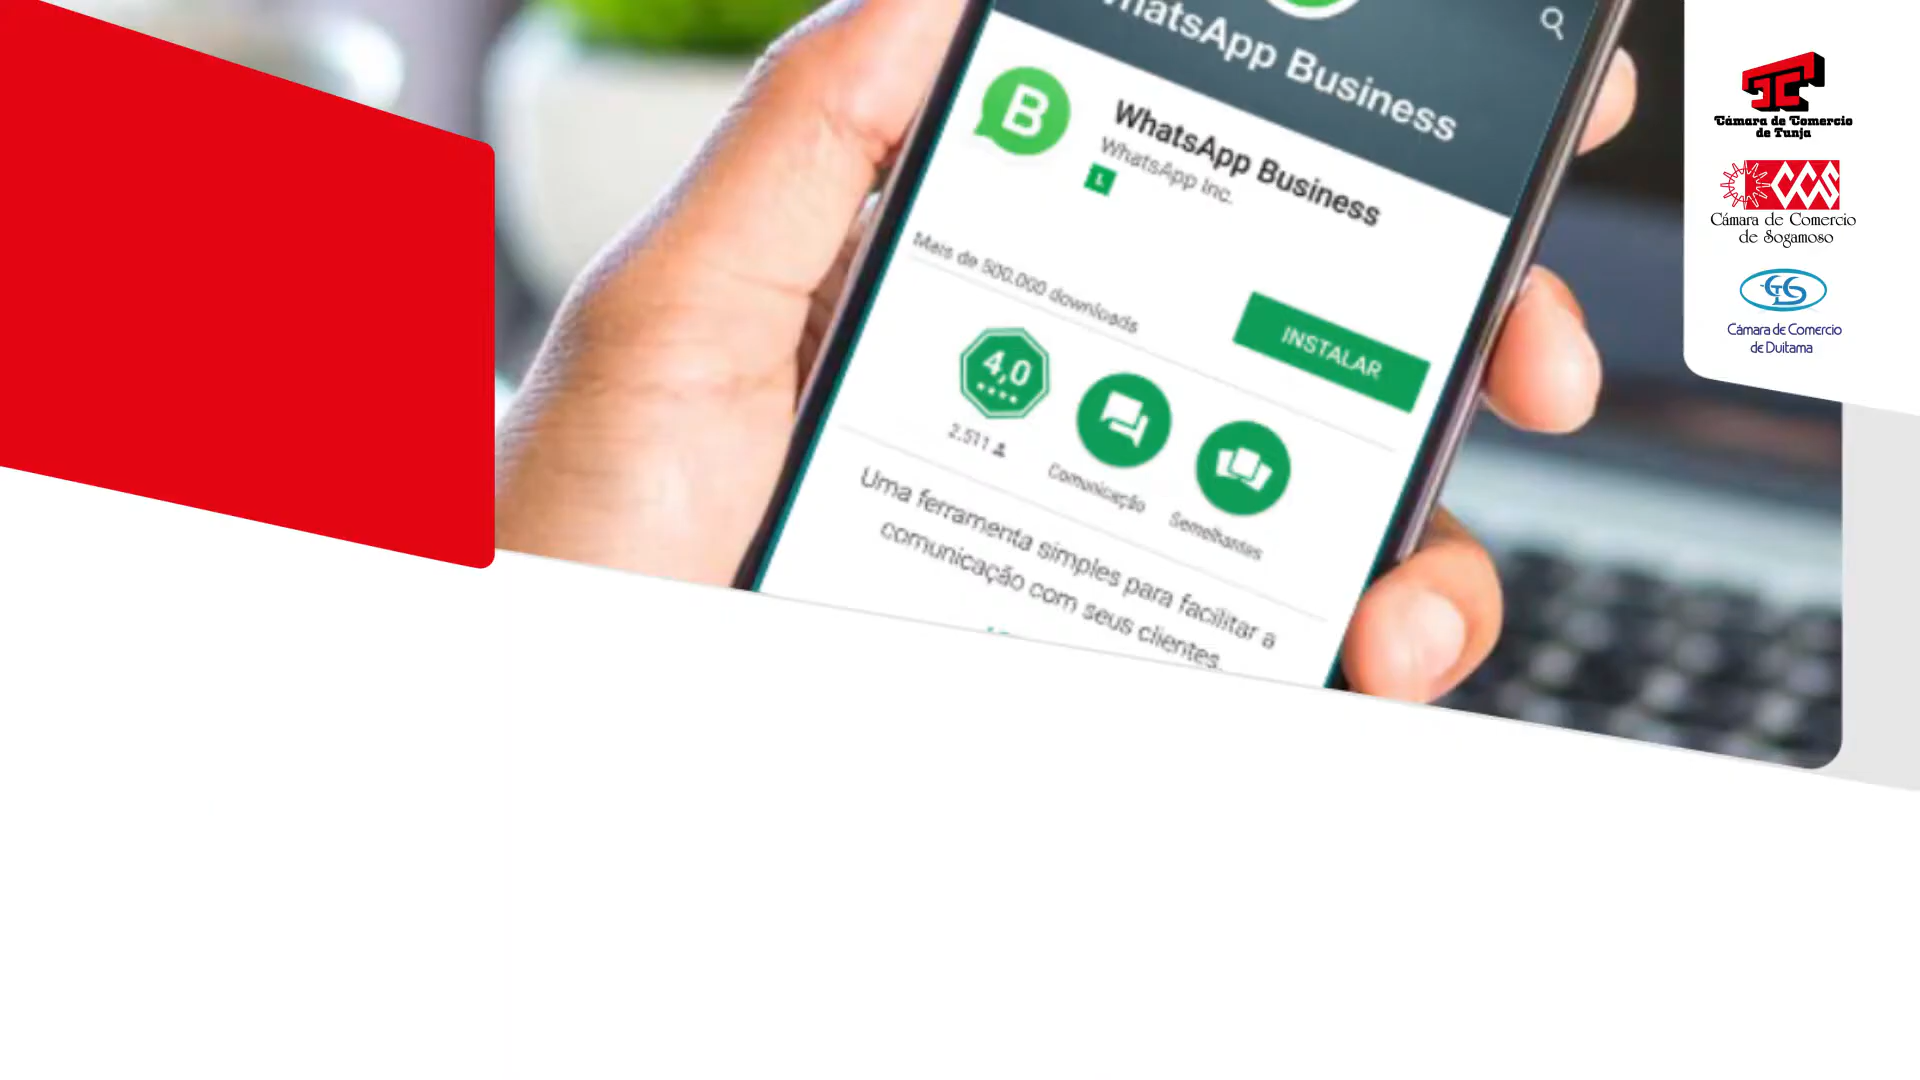 WhatsApp Business
WhatsApp Business
WhatsApp Inc.
L
Mais de 500.000 downloads
INSTALAR
4,0
2.511
Comunicação
Semelhantes
Uma ferramenta simples para facilitar a
comunicação com seus clientes.
Cámara de Comercio
de Tunja
CCS
Cámara de Comercio
de Sogamoso
Cámara de Comercio
de Duitama